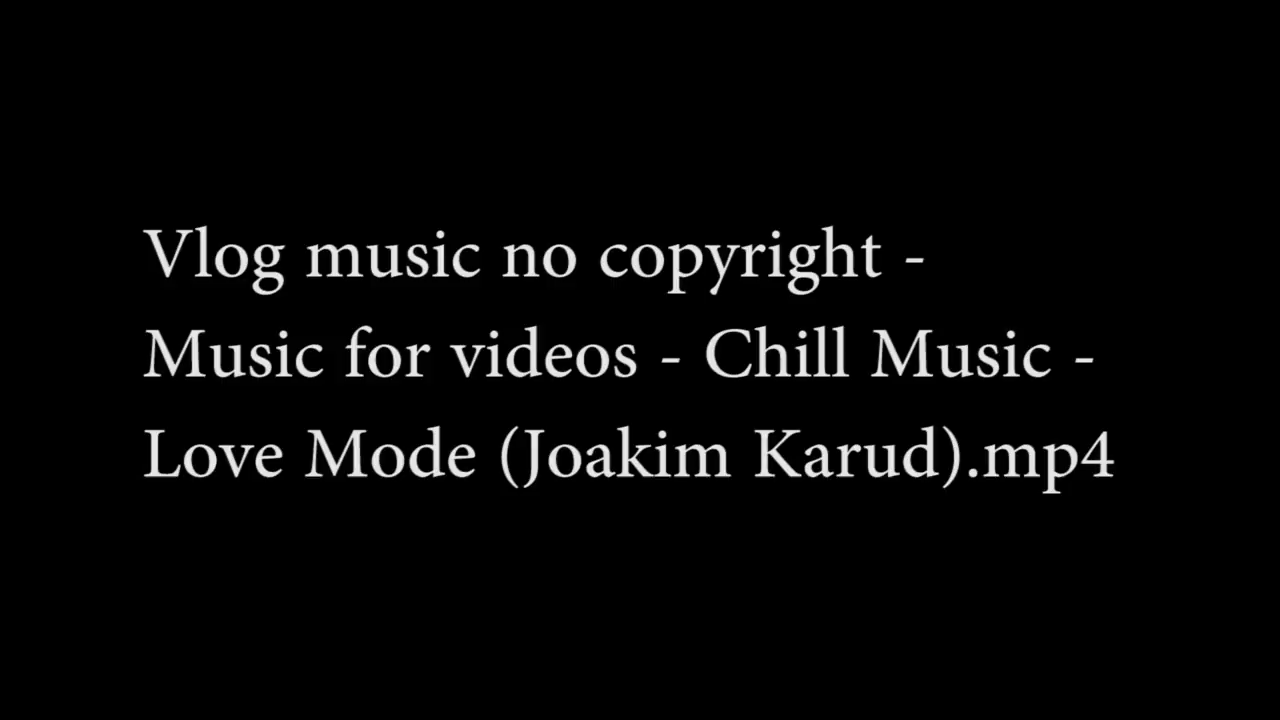 Vlog music no copyright -
Music for videos - Chill Music -
Love Mode (Joakim Karud).mp4